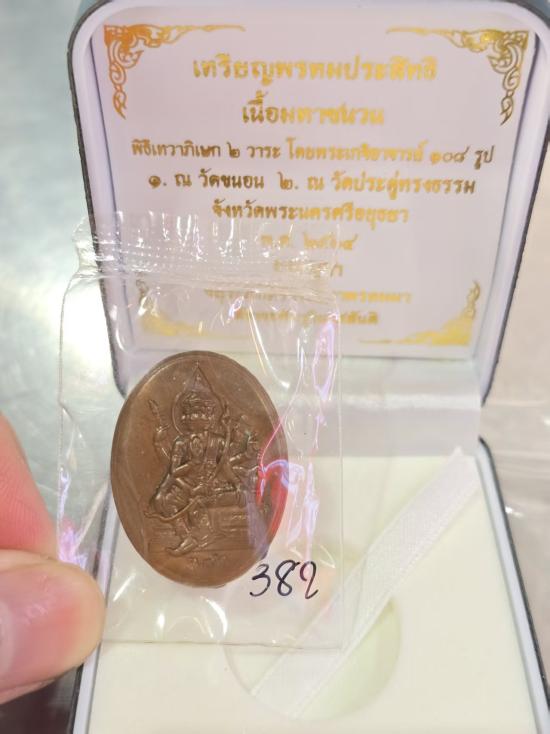 เหรียญพรหมประสิทธิ
เนื้อมหาชนวน
พิธีเทวาภิเษก ๒ วาระ โดยพระเกจิอาจารย์ ๑๐๘ รูป
๑. ณ วัดขนอน ๒. ณ วัดประดู่ทรงธรรม
จังหวัดพระนครศรีอยุธยา
382